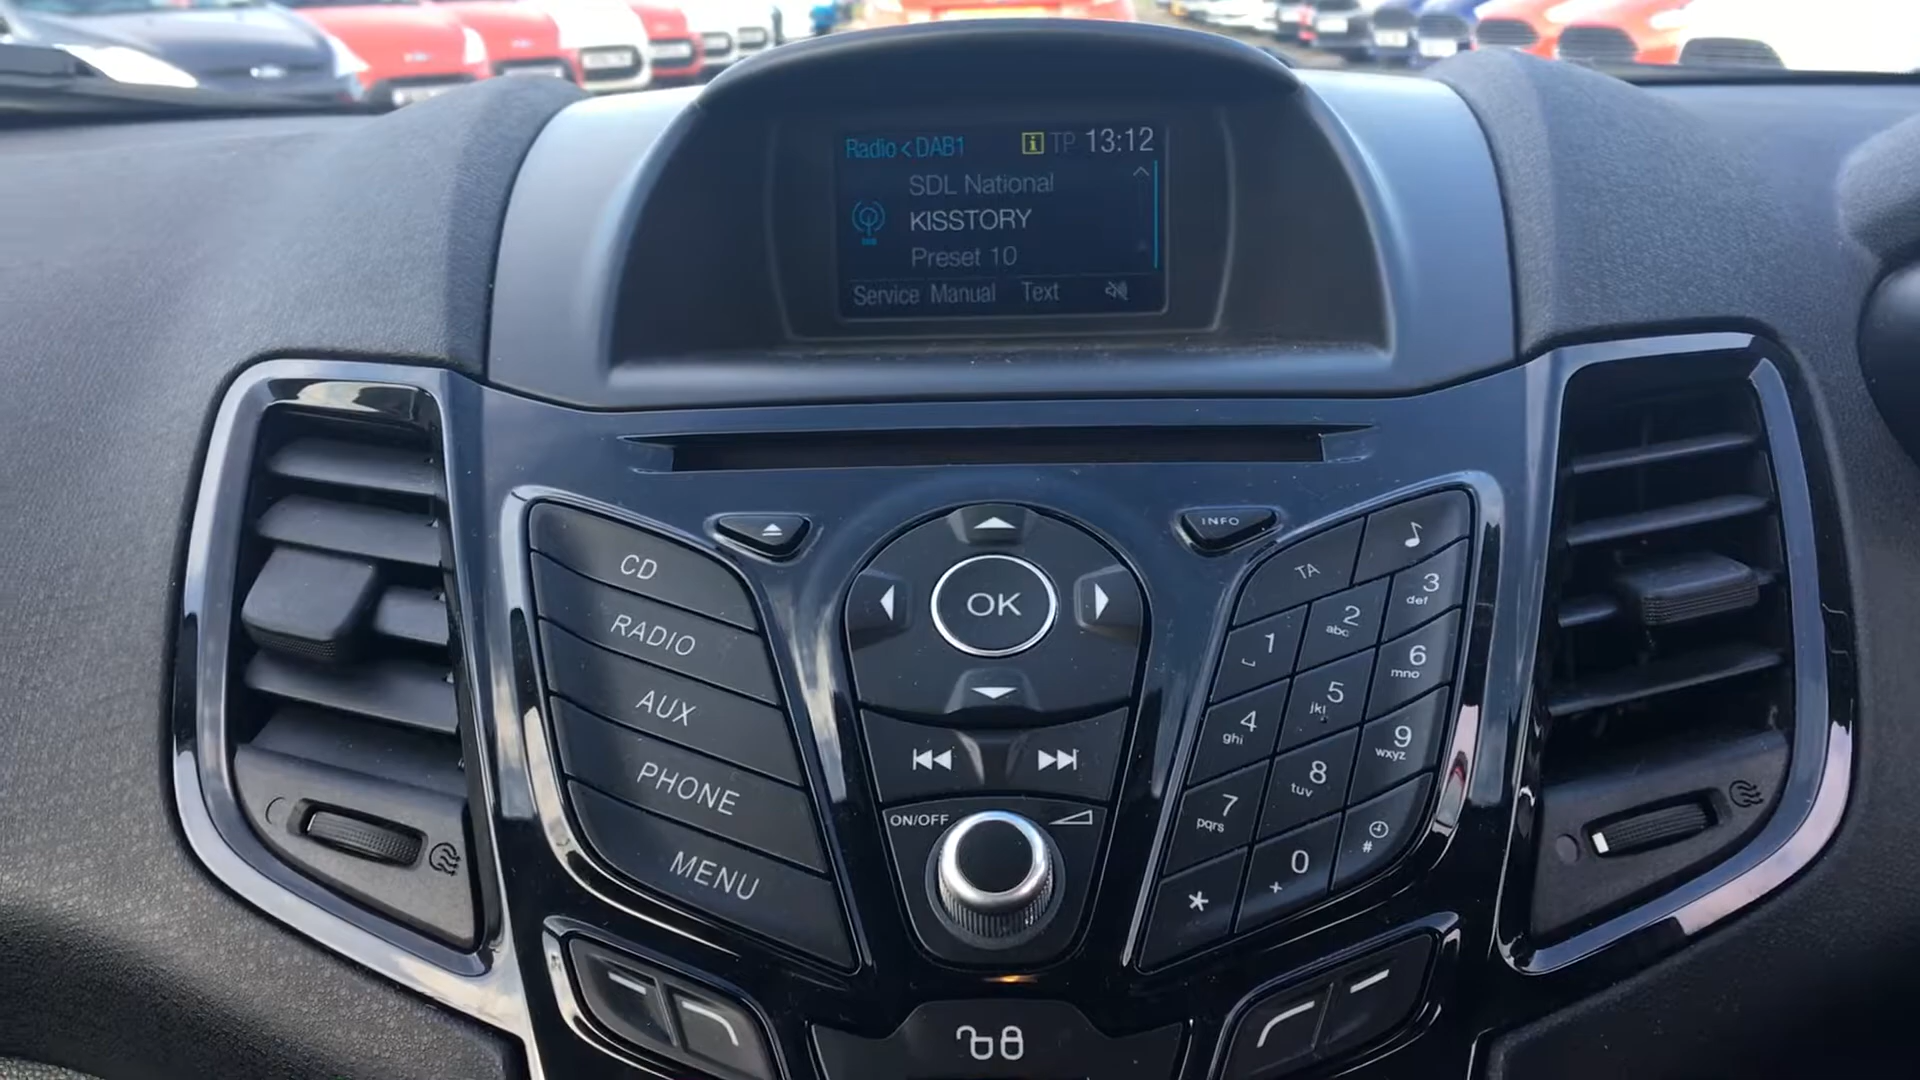 Radio < DAB1 i TP 13:12
SDL National
KISSTORY
Preset 10
Service Manual Text
INFO
CD
RADIO
AUX
PHONE
MENU
OK
ON/OFF
TA
1
2 abc
3 def
4 ghi
5 jkl
6 mno
7 pqrs
8 tuv
9 wxyz
*
0 +
#